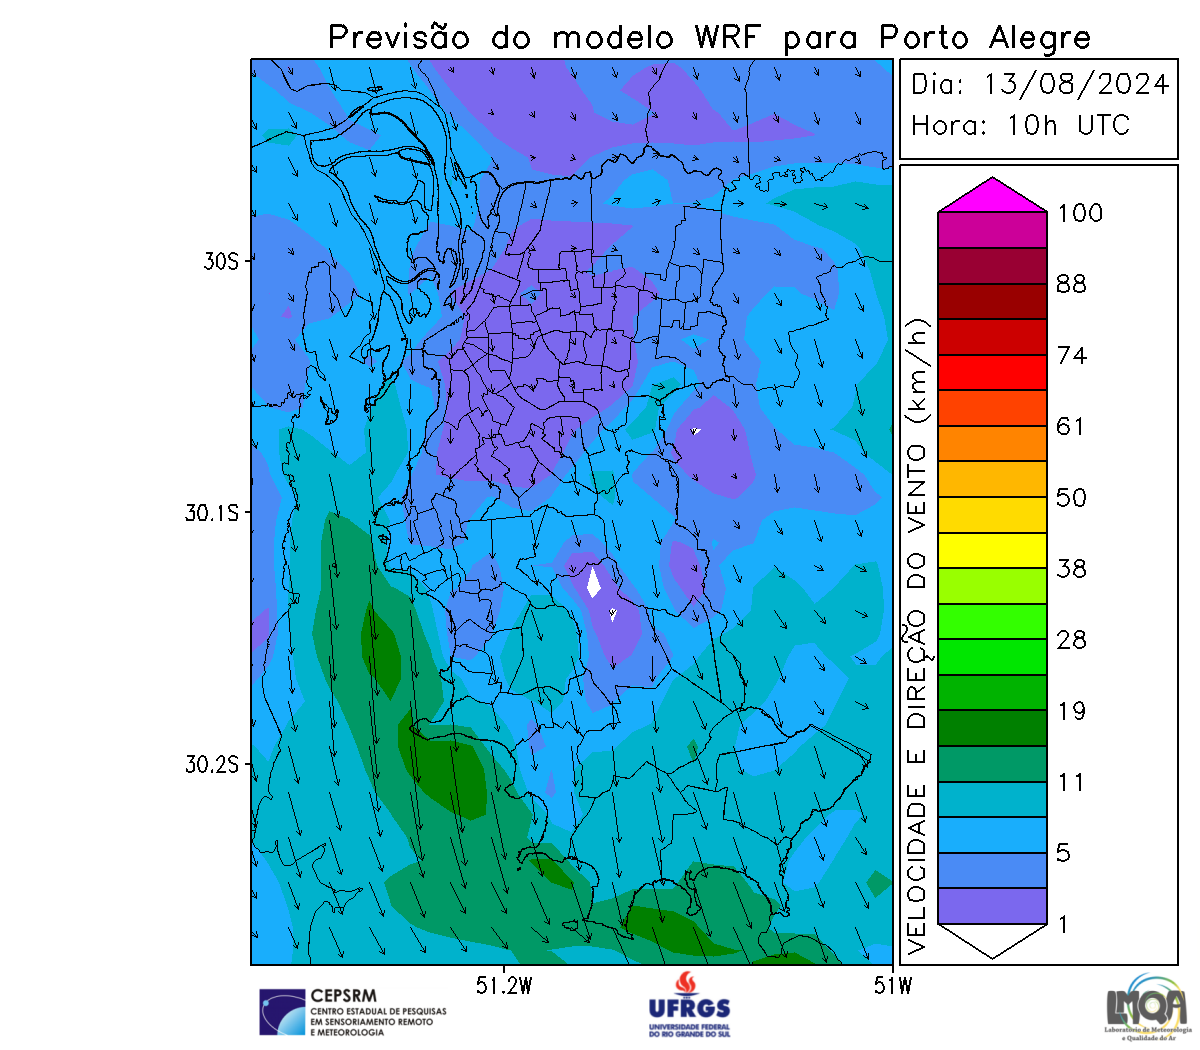 Previsão do modelo WRF para Porto Alegre
Dia: 13/08/2024
Hora: 10h UTC
100
88
74
61
50
38
28
19
11
5
1
VELOCIDADE E DIREÇÃO DO VENTO (km/h)
30S
30.1S
30.2S
51.2W
51W
CEPSRM
CENTRO ESTADUAL DE PESQUISAS
EM SENSORIAMENTO REMOTO
E METEOROLOGIA
UFRGS
UNIVERSIDADE FEDERAL
DO RIO GRANDE DO SUL
LMQA
Laboratório de Meteorologia
e Qualidade do Ar